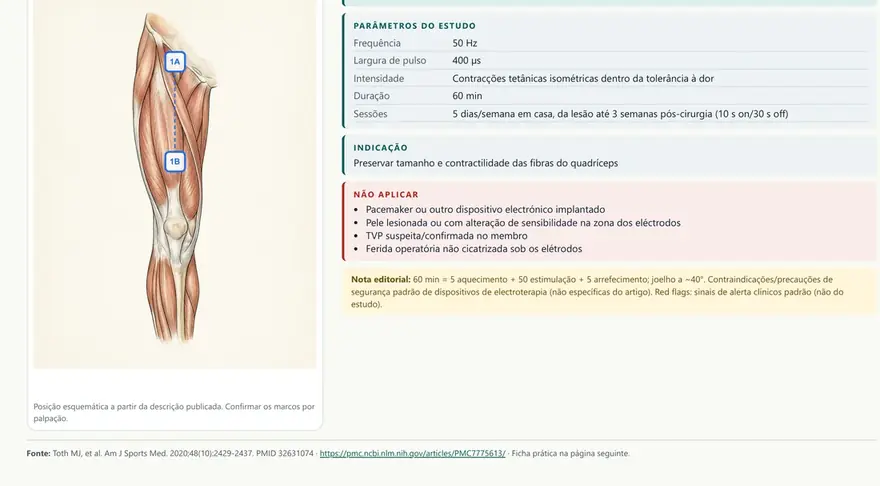 1A
1B
Posição esquemática a partir da descrição publicada. Confirmar os marcos por
palpação.
PARÂMETROS DO ESTUDO
Frequência 50 Hz
Largura de pulso 400 µs
Intensidade Contracções tetânicas isométricas dentro da tolerância à dor
Duração 60 min
Sessões 5 dias/semana em casa, da lesão até 3 semanas pós-cirurgia (10 s on/30 s off)
INDICAÇÃO
Preservar tamanho e contractilidade das fibras do quadríceps
NÃO APLICAR
• Pacemaker ou outro dispositivo electrónico implantado
• Pele lesionada ou com alteração de sensibilidade na zona dos eléctrodos
• TVP suspeita/confirmada no membro
• Ferida operatória não cicatrizada sob os elétrodos
Nota editorial: 60 min = 5 aquecimento + 50 estimulação + 5 arrefecimento; joelho a ~40°. Contraindicações/precauções de
segurança padrão de dispositivos de electroterapia (não específicas do artigo). Red flags: sinais de alerta clínicos padrão (não do
estudo).
Fonte: Toth MJ, et al. Am J Sports Med. 2020;48(10):2429-2437. PMID 32631074 · https://pmc.ncbi.nlm.nih.gov/articles/PMC7775613/ · Ficha prática na página seguinte.